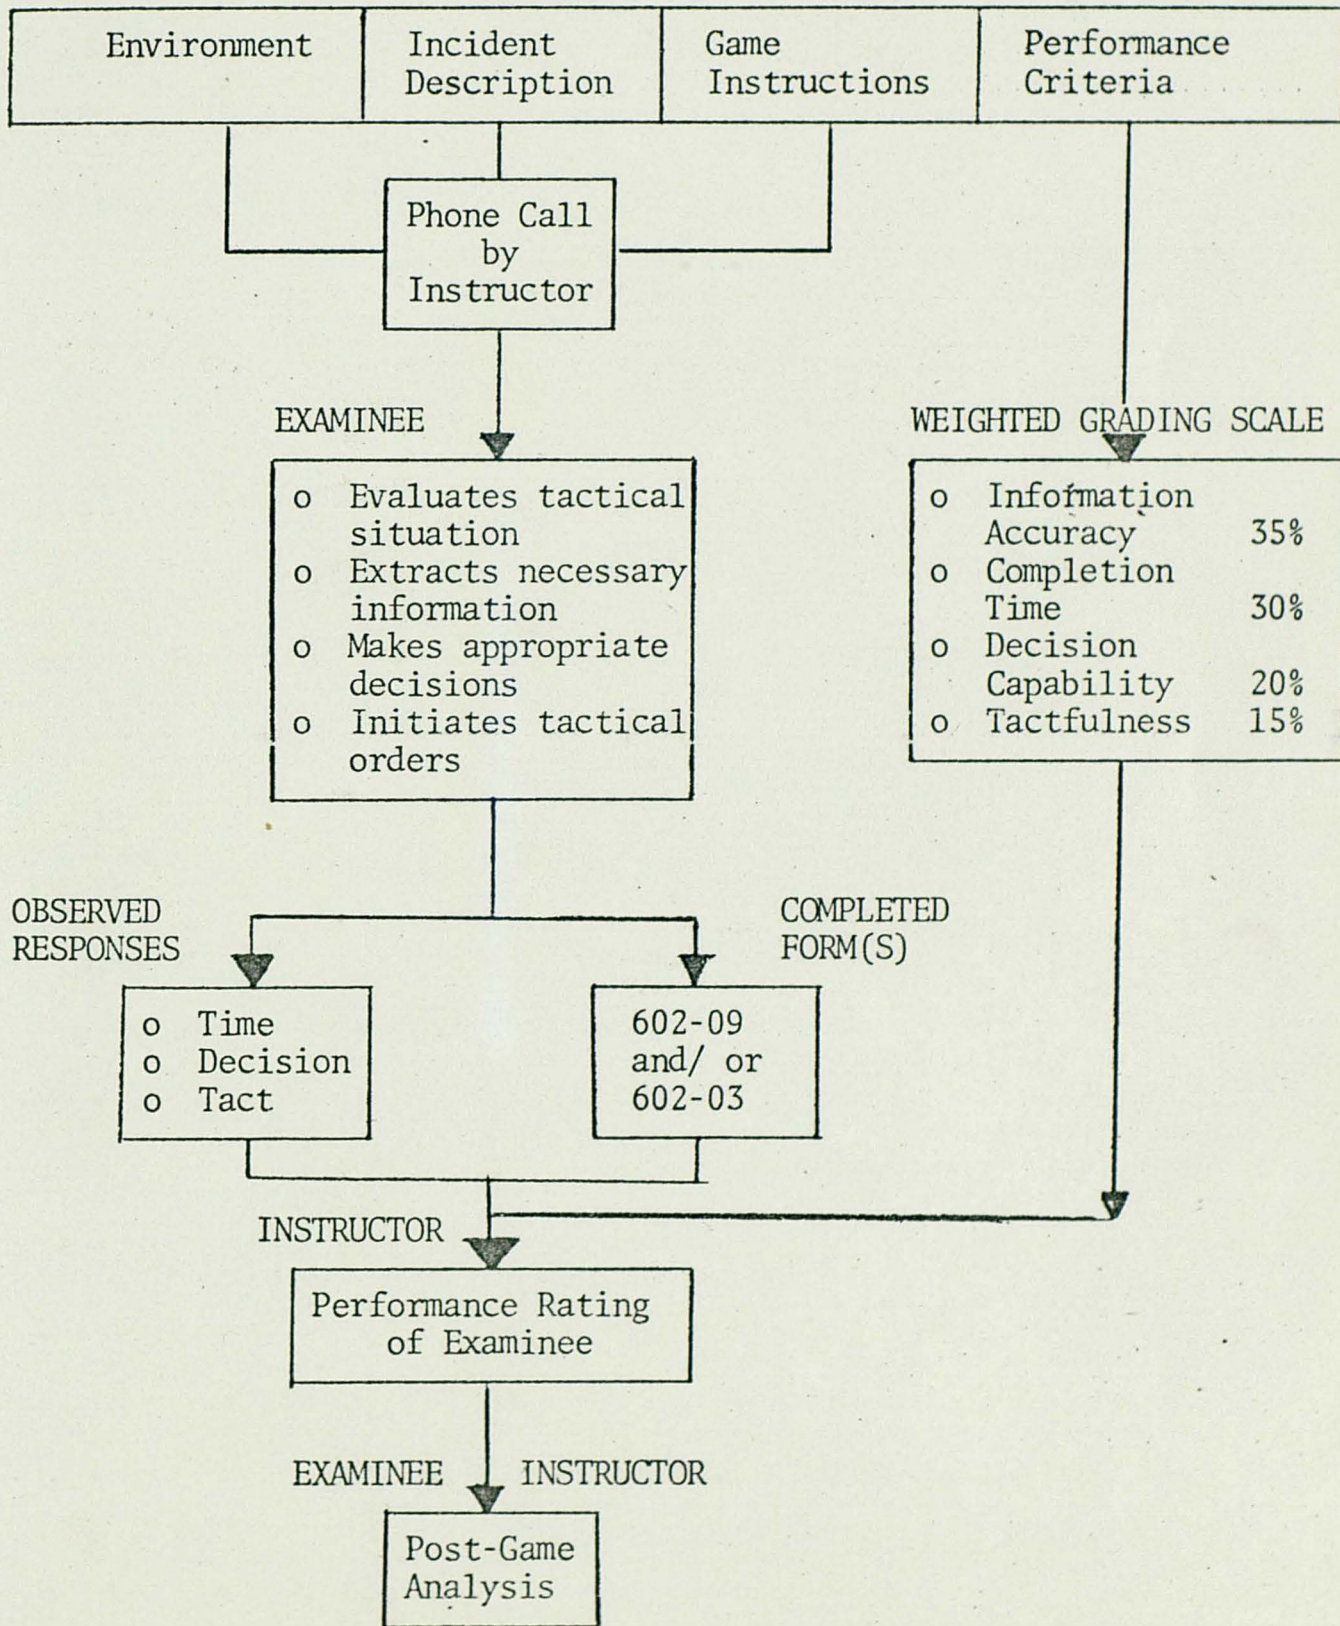 Environment
Incident
Description
Game
Instructions
Performance
Criteria
Phone Call
by
Instructor
EXAMINEE
o Evaluates tactical
situation
o Extracts necessary
information
o Makes appropriate
decisions
o Initiates tactical
orders
WEIGHTED GRADING SCALE
o Information
Accuracy 35%
o Completion
Time 30%
o Decision
Capability 20%
o Tactfulness 15%
OBSERVED
RESPONSES
o Time
o Decision
o Tact
COMPLETED
FORM(S)
602-09
and/ or
602-03
INSTRUCTOR
Performance Rating
of Examinee
EXAMINEE INSTRUCTOR
Post-Game
Analysis